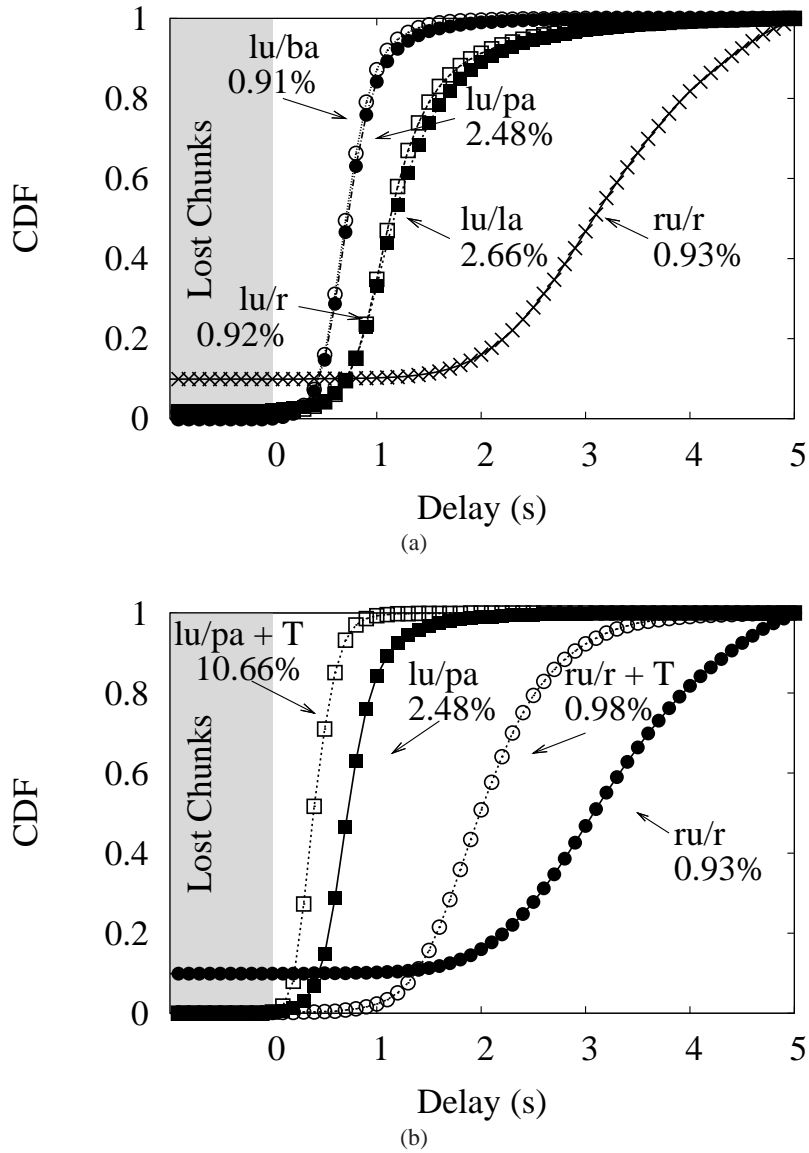 1
0.8
0.6
0.4
0.2
0
CDF
Lost Chunks
lu/ba
0.91%
lu/pa
2.48%
lu/la
2.66%
ru/r
0.93%
lu/r
0.92%
0 1 2 3 4 5
Delay (s)
(a)
1
0.8
0.6
0.4
0.2
0
CDF
Lost Chunks
lu/pa + T
10.66%
lu/pa
2.48%
ru/r + T
0.98%
ru/r
0.93%
0 1 2 3 4 5
Delay (s)
(b)